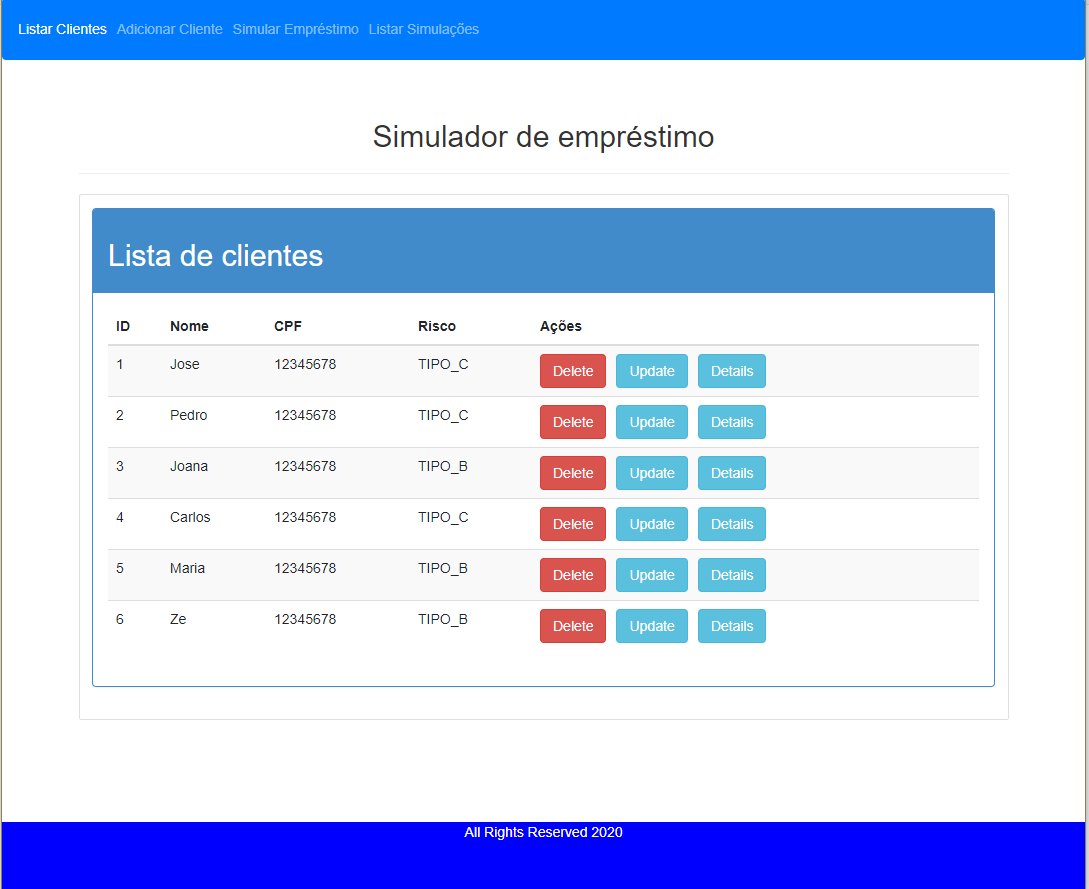 Listar Clientes Adicionar Cliente Simular Empréstimo Listar Simulações
Simulador de empréstimo
Lista de clientes
ID Nome CPF Risco Ações
1 Jose 12345678 TIPO_C Delete Update Details
2 Pedro 12345678 TIPO_C Delete Update Details
3 Joana 12345678 TIPO_B Delete Update Details
4 Carlos 12345678 TIPO_C Delete Update Details
5 Maria 12345678 TIPO_B Delete Update Details
6 Ze 12345678 TIPO_B Delete Update Details
All Rights Reserved 2020